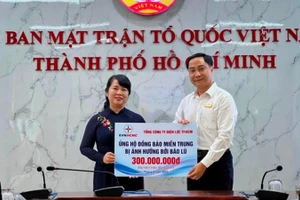 BAN MẶT TRẬN TỔ QUỐC VIỆT N
THÀNH PHỐ HỒ CHÍ MINH
EVNHCMC
TỔNG CÔNG TY ĐIỆN LỰC TP.HCM
ỦNG HỘ ĐỒNG BÀO MIỀN TRUNG
BỊ ẢNH HƯỞNG BỞI BÃO LŨ
300.000.000đ